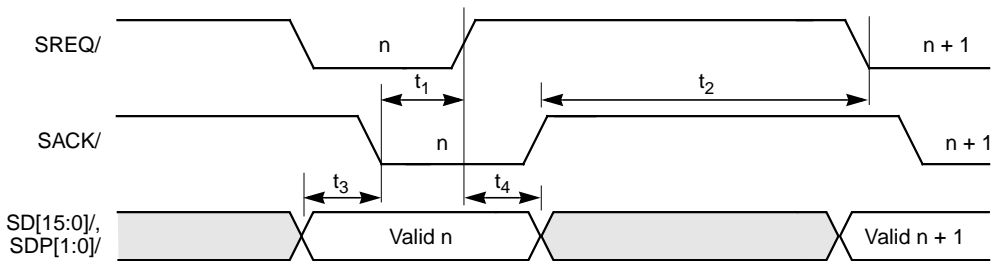 SREQ/
n
n + 1
t1
t2
SACK/
n
n + 1
t3
t4
SD[15:0]/,
SDP[1:0]/
Valid n
Valid n + 1